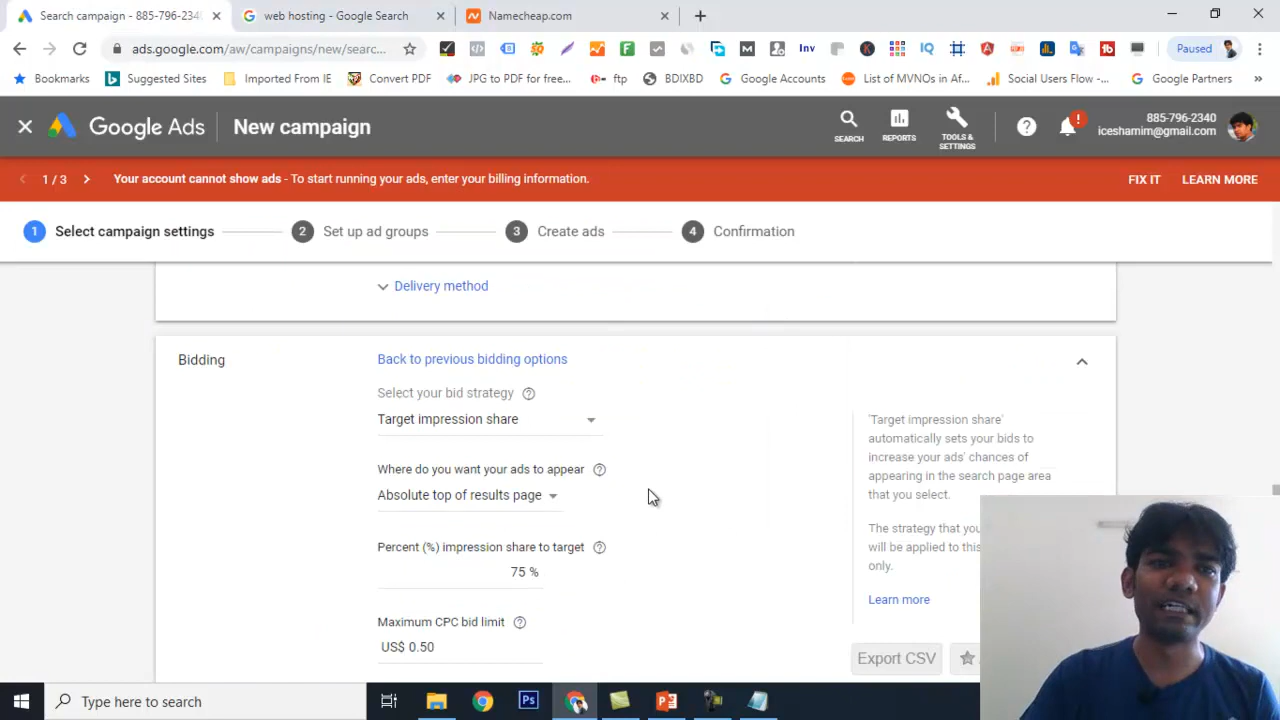 Search campaign - 885-796-234
web hosting - Google Search
Namecheap.com
ads.google.com/aw/campaigns/new/searc...
Inv
Paused
Bookmarks
Suggested Sites
Imported From IE
Convert PDF
JPG to PDF for free...
ftp
BDIXBD
Google Accounts
List of MVNOs in Af...
Social Users Flow -...
Google Partners
Google Ads
New campaign
SEARCH
REPORTS
TOOLS &
SETTINGS
885-796-2340
iceshamim@gmail.com
1 / 3
Your account cannot show ads - To start running your ads, enter your billing information.
FIX IT
LEARN MORE
1 Select campaign settings
2 Set up ad groups
3 Create ads
4 Confirmation
Delivery method
Bidding
Back to previous bidding options
Select your bid strategy
Target impression share
Where do you want your ads to appear
Absolute top of results page
Percent (%) impression share to target
75 %
Maximum CPC bid limit
US$ 0.50
'Target impression share'
automatically sets your bids to
increase your ads' chances of
appearing in the search page area
that you select.
The strategy that you
will be applied to this
only.
Learn more
Export CSV
Type here to search